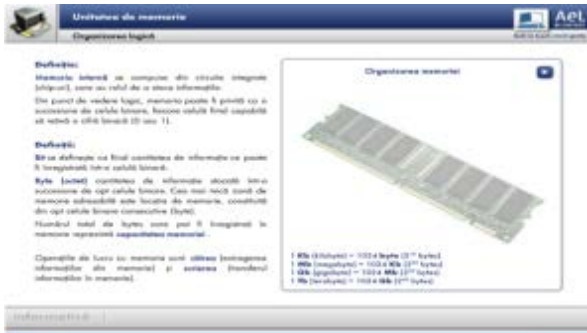 Unitatea de memorie
AeL
Organizarea logică
Definiție:
Memoria internă se compune din circuite integrate
(chip-uri), care au rolul de a stoca informațiile.
Din punct de vedere logic, memoria poate fi privită ca o
succesiune de celule binare, fiecare celulă fiind capabilă
să rețină o cifră binară (0 sau 1).
Definiții:
Bit se definește ca fiind cantitatea de informație ce poate
fi înregistrată într-o celulă binară.
Byte (octet) cantitatea de informație stocată într-o
succesiune de opt celule binare. Cea mai mică zonă de
memorie adresabilă este locația de memorie, constituită
din opt celule binare consecutive (byte).
Numărul total de bytes care pot fi înregistrați în
memorie reprezintă capacitatea memoriei.
Operațiile de lucru cu memoria sunt: citirea (extragerea
informațiilor din memorie) și scrierea (transferul
informațiilor în memorie).
Organizarea memoriei
1 Kb (kilobyte) = 1024 byte (2¹⁰ bytes)
1 Mb (megabyte) = 1024 Kb (2²⁰ bytes)
1 Gb (gigabyte) = 1024 Mb (2³⁰ bytes)
1 Tb (terabyte) = 1024 Gb (2⁴⁰ bytes)